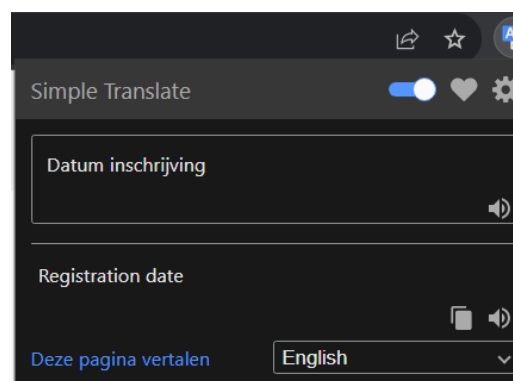 Simple Translate
Datum inschrijving
Registration date
Deze pagina vertalen
English